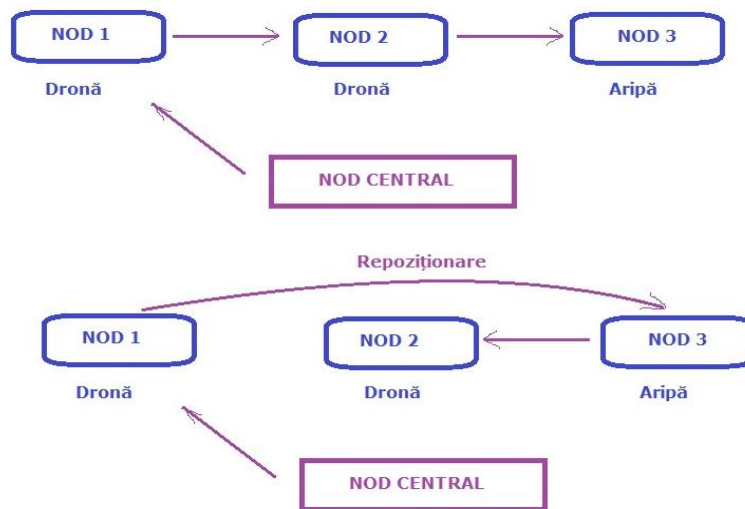 NOD 1 NOD 2 NOD 3
Dronă Dronă Aripă
NOD CENTRAL
Repoziționare
NOD 1 NOD 2 NOD 3
Dronă Dronă Aripă
NOD CENTRAL